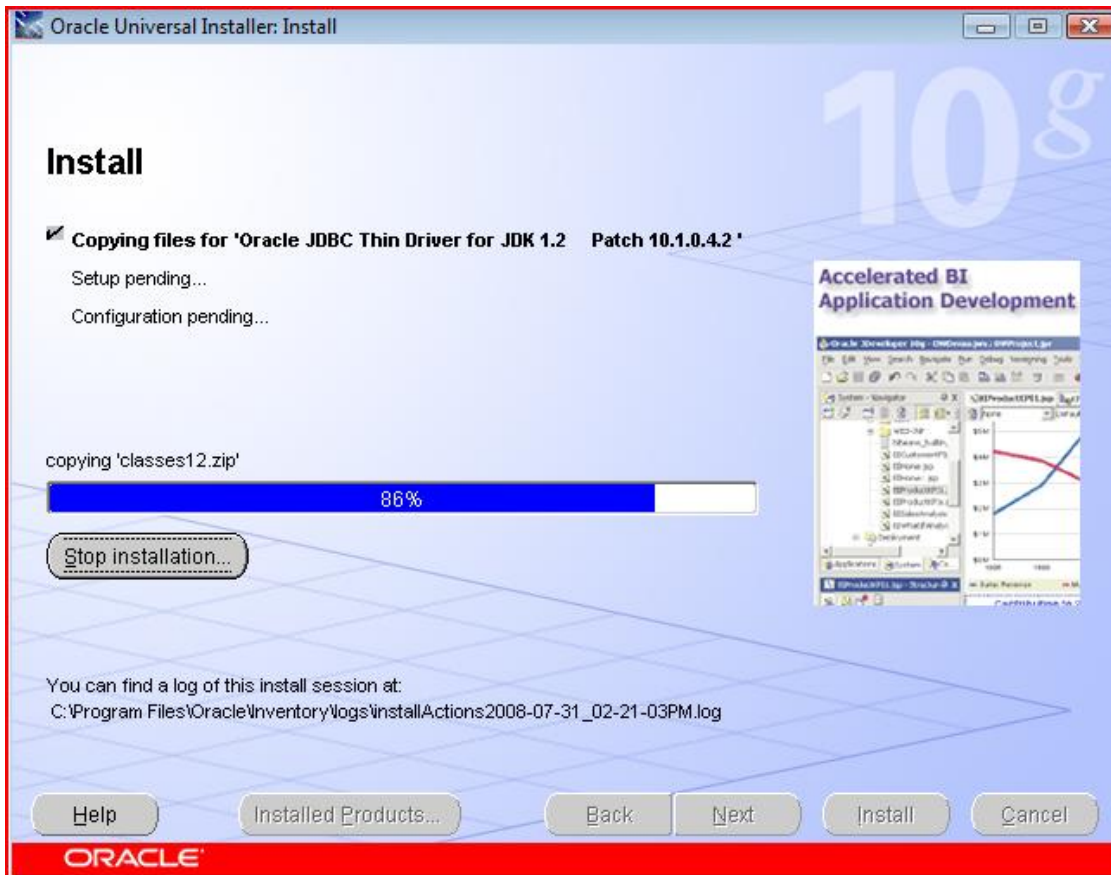 Oracle Universal Installer: Install
10g
Install
Copying files for 'Oracle JDBC Thin Driver for JDK 1.2 Patch 10.1.0.4.2 '
Setup pending...
Configuration pending...
Accelerated BI
Application Development
copying 'classes12.zip'
86%
Stop installation...
You can find a log of this install session at:
C:\Program Files\Oracle\Inventory\logs\installActions2008-07-31_02-21-03PM.log
Help Installed Products... Back Next Install Cancel
ORACLE